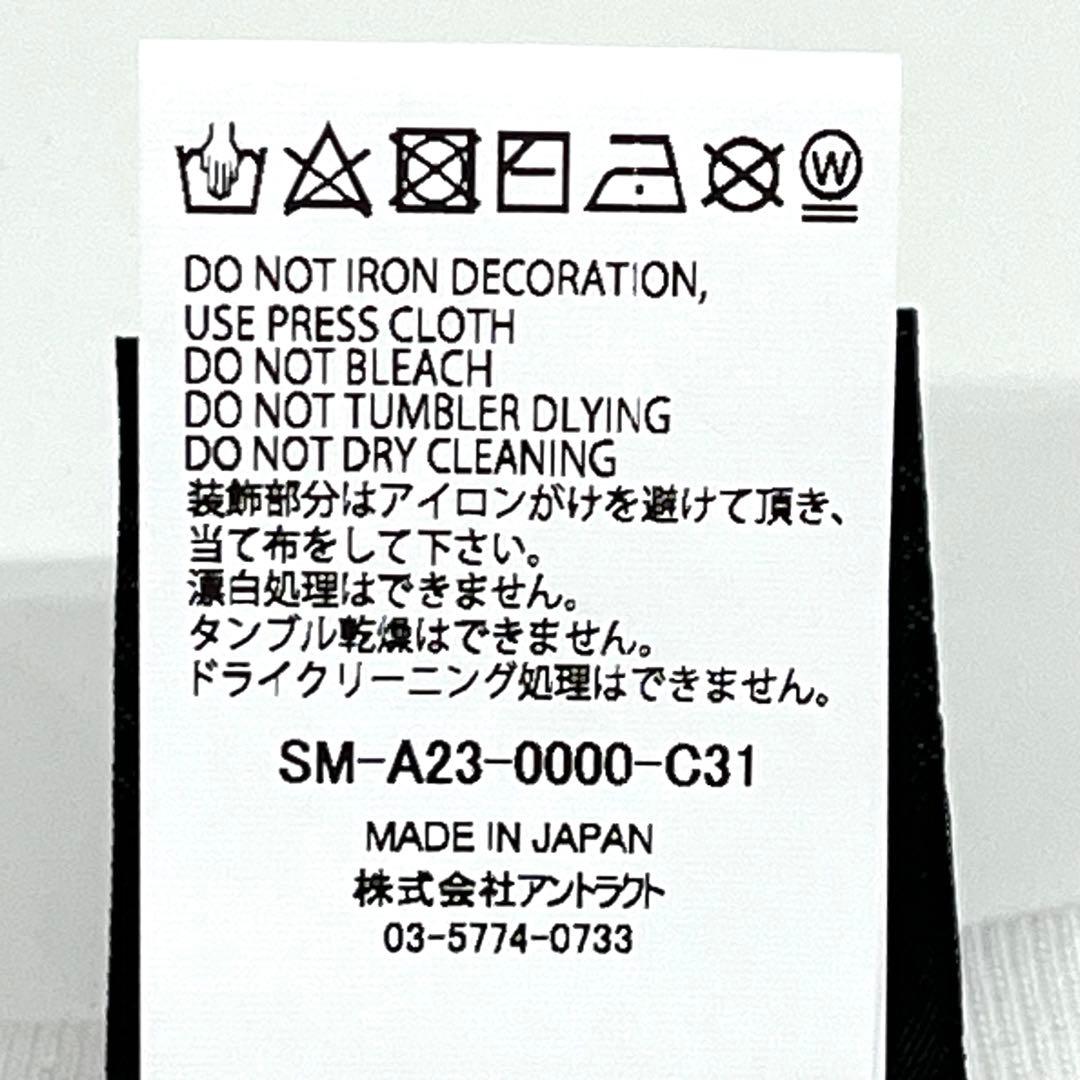 W
DO NOT IRON DECORATION,
USE PRESS CLOTH
DO NOT BLEACH
DO NOT TUMBLER DLYING
DO NOT DRY CLEANING
装飾部分はアイロンがけを避けて頂き、
当て布をして下さい。
漂白処理はできません。
タンブル乾燥はできません。
ドライクリーニング処理はできません。
SM-A23-0000-C31
MADE IN JAPAN
株式会社アントラクト
03-5774-0733